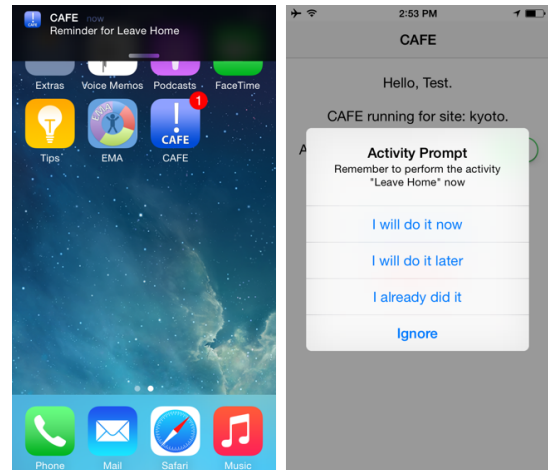 CAFE now
Reminder for Leave Home
Extras Voice Memos Podcasts FaceTime
1
EMA
CAFE
Tips EMA CAFE
Phone Mail Safari Music
2:53 PM
CAFE
Hello, Test.
CAFE running for site: kyoto.
A
Activity Prompt
Remember to perform the activity
"Leave Home" now
I will do it now
I will do it later
I already did it
Ignore